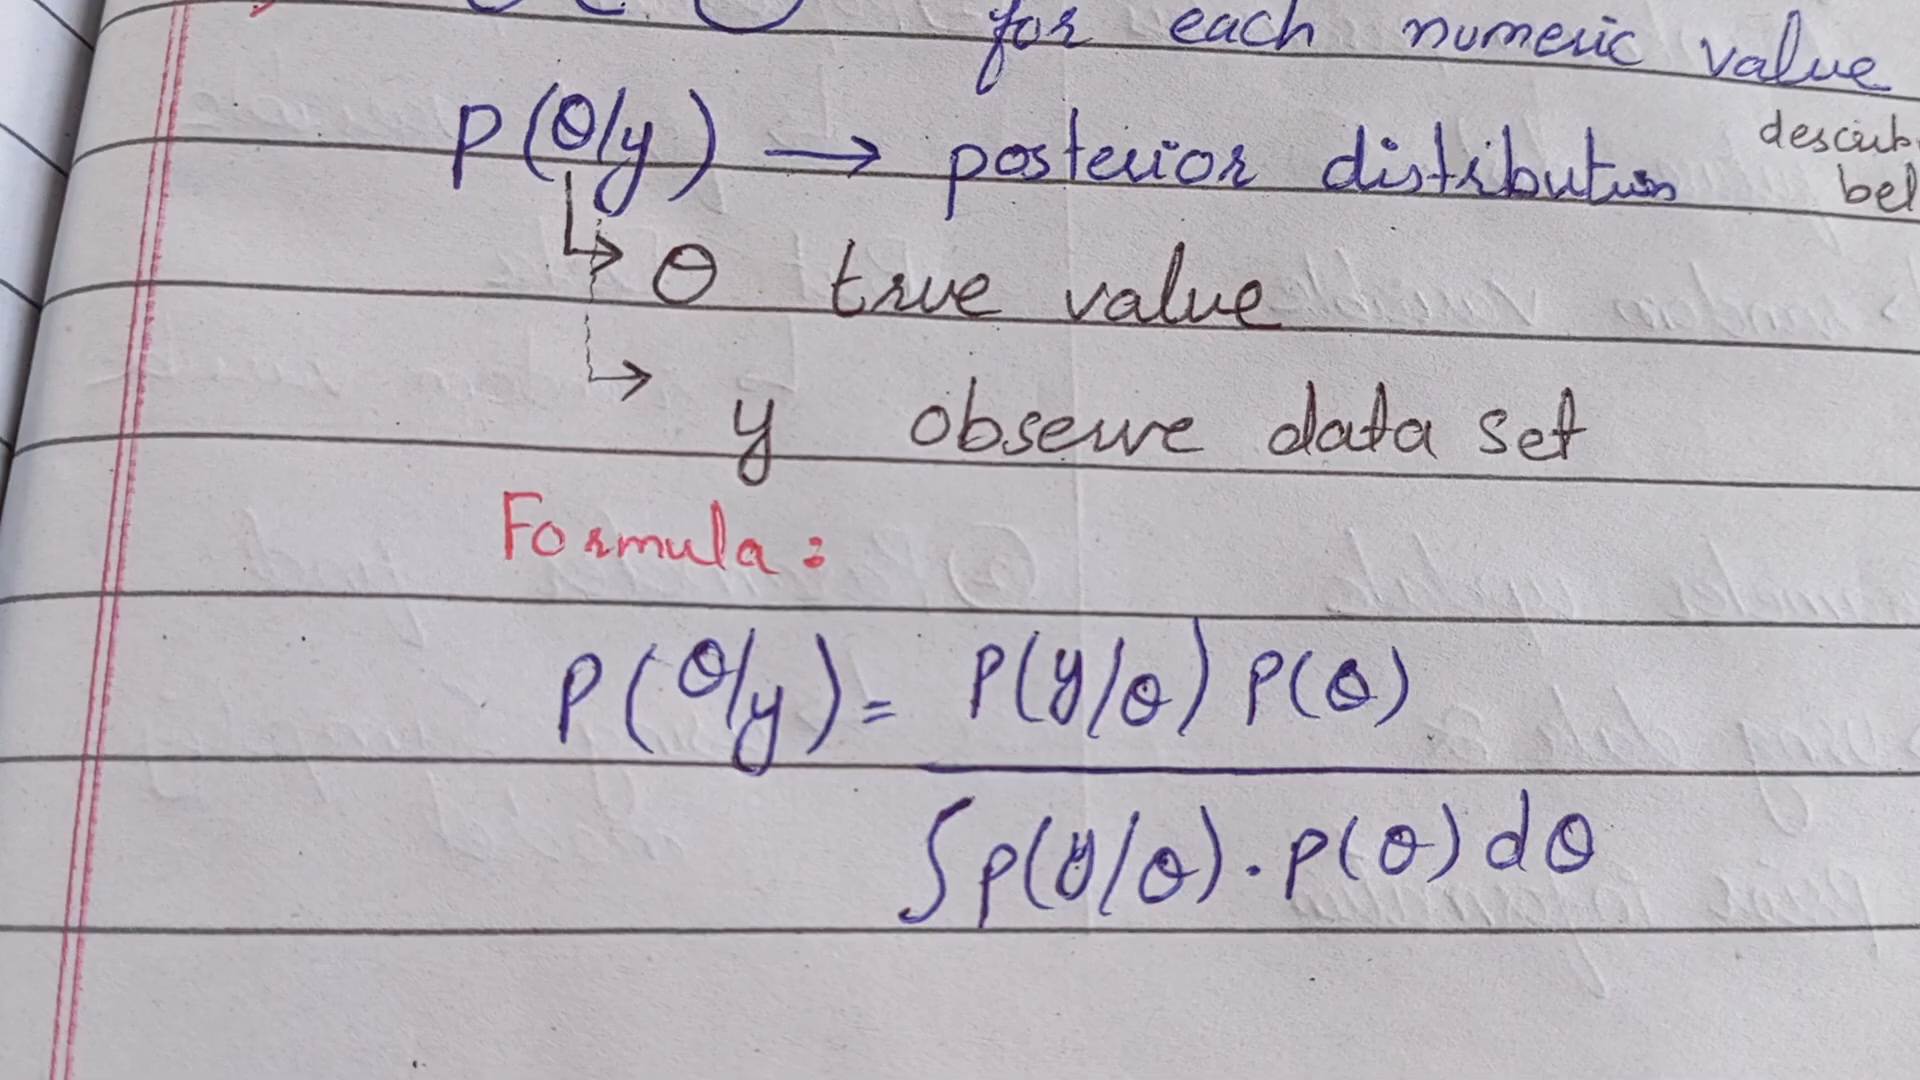 for each numeric value
P(θ/y) → posterior distribution
θ true value
y observe data set
Formula:
P(θ/y) = P(y/θ) P(θ)
∫p(y/θ).p(θ)dθ